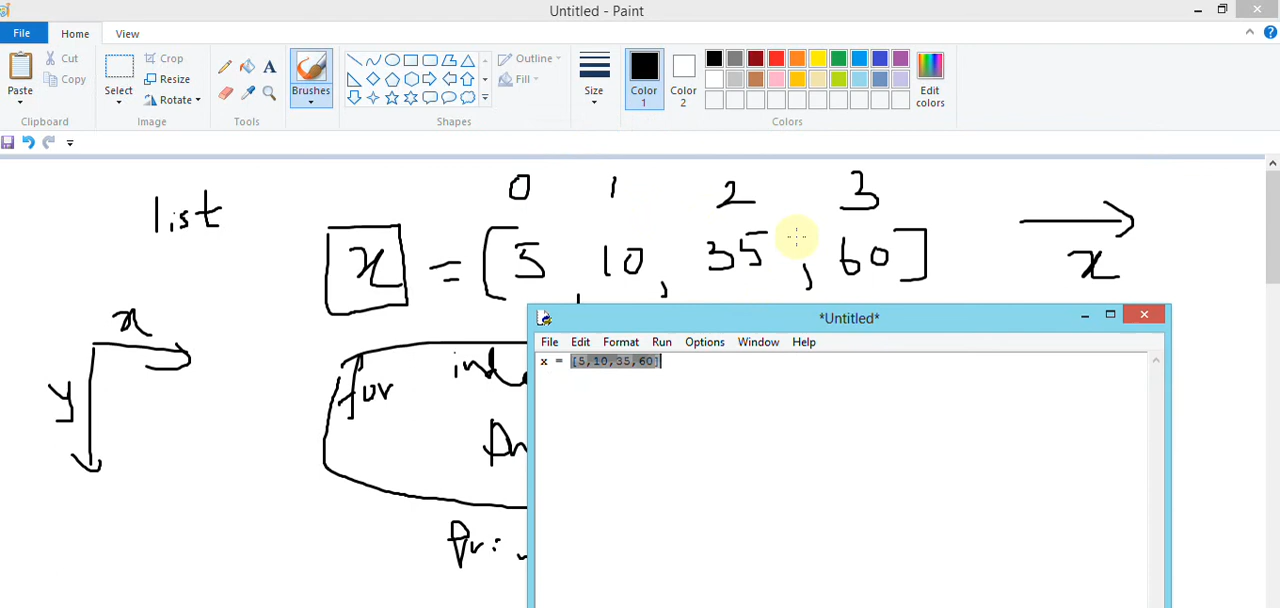 Untitled - Paint
File Home View
Paste
Cut
Copy
Clipboard
Select
Crop
Resize
Rotate
Image
A
Tools
Brushes
Shapes
Outline
Fill
Size
Color 1
Color 2
Edit colors
Colors
list
0 1 2 3
x = [5, 10, 35, 60]
x
x
y
for
*Untitled*
File Edit Format Run Options Window Help
x = [5,10,35,60]